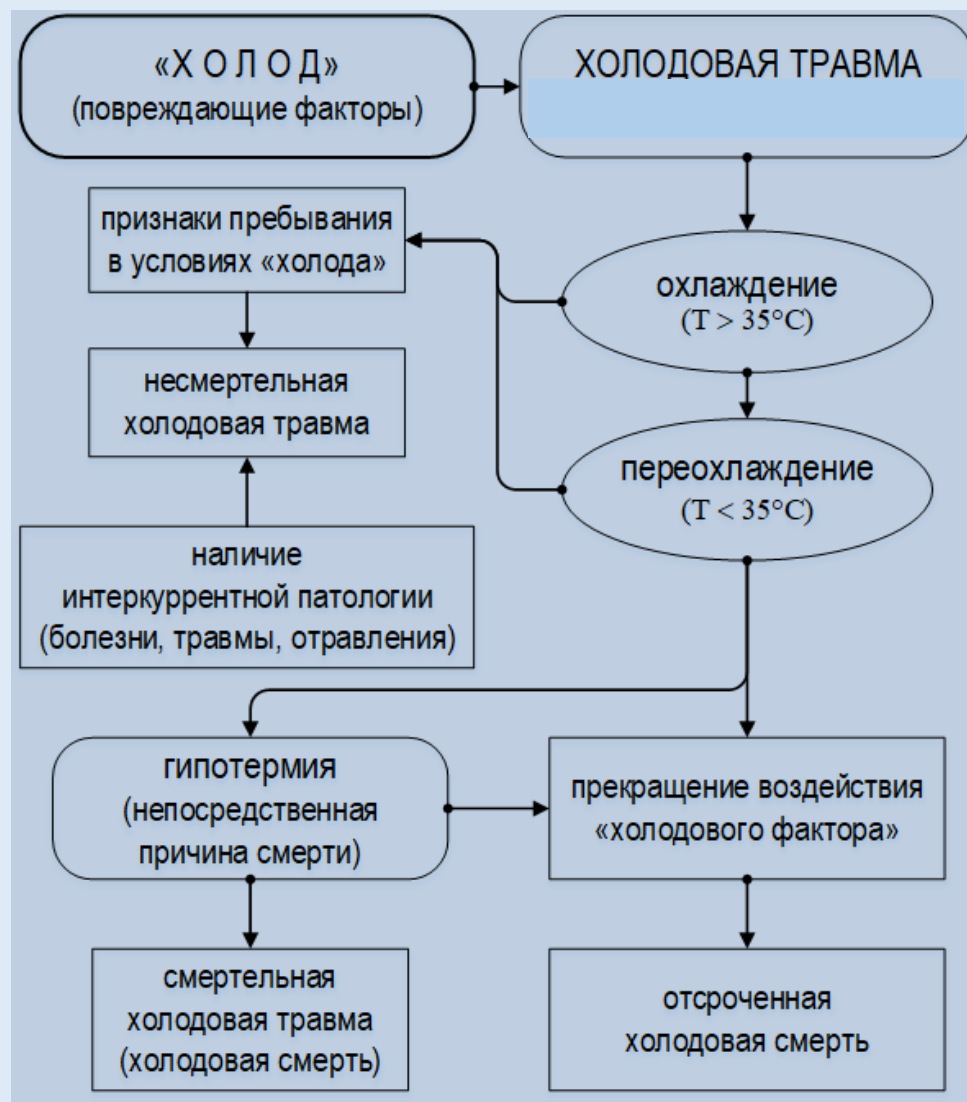 «Х О Л О Д»
(повреждающие факторы)
ХОЛОДОВАЯ ТРАВМА
признаки пребывания
в условиях «холода»
охлаждение
(T > 35°C)
несмертельная
холодовая травма
переохлаждение
(T < 35°C)
наличие
интеркуррентной патологии
(болезни, травмы, отравления)
гипотермия
(непосредственная
причина смерти)
прекращение воздействия
«холодового фактора»
смертельная
холодовая травма
(холодовая смерть)
отсроченная
холодовая смерть